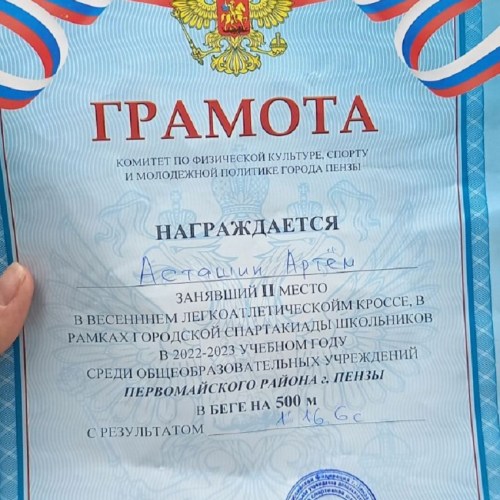 ГРАМОТА
КОМИТЕТ ПО ФИЗИЧЕСКОЙ КУЛЬТУРЕ, СПОРТУ
И МОЛОДЕЖНОЙ ПОЛИТИКЕ ГОРОДА ПЕНЗЫ
НАГРАЖДАЕТСЯ
Асташин Артём
ЗАНЯВШИЙ II МЕСТО
В ВЕСЕННИЕМ ЛЕГКОАТЛЕТИЧЕСКОЙМ КРОССЕ, В
РАМКАХ ГОРОДСКОЙ СПАРТАКИАДЫ ШКОЛЬНИКОВ
В 2022-2023 УЧЕБНОМ ГОДУ
СРЕДИ ОБЩЕОБРАЗОВАТЕЛЬНЫХ УЧРЕЖДЕНИЙ
ПЕРВОМАЙСКОГО РАЙОНА г. ПЕНЗЫ
В БЕГЕ НА 500 м
С РЕЗУЛЬТАТОМ 1' 16. 6 с